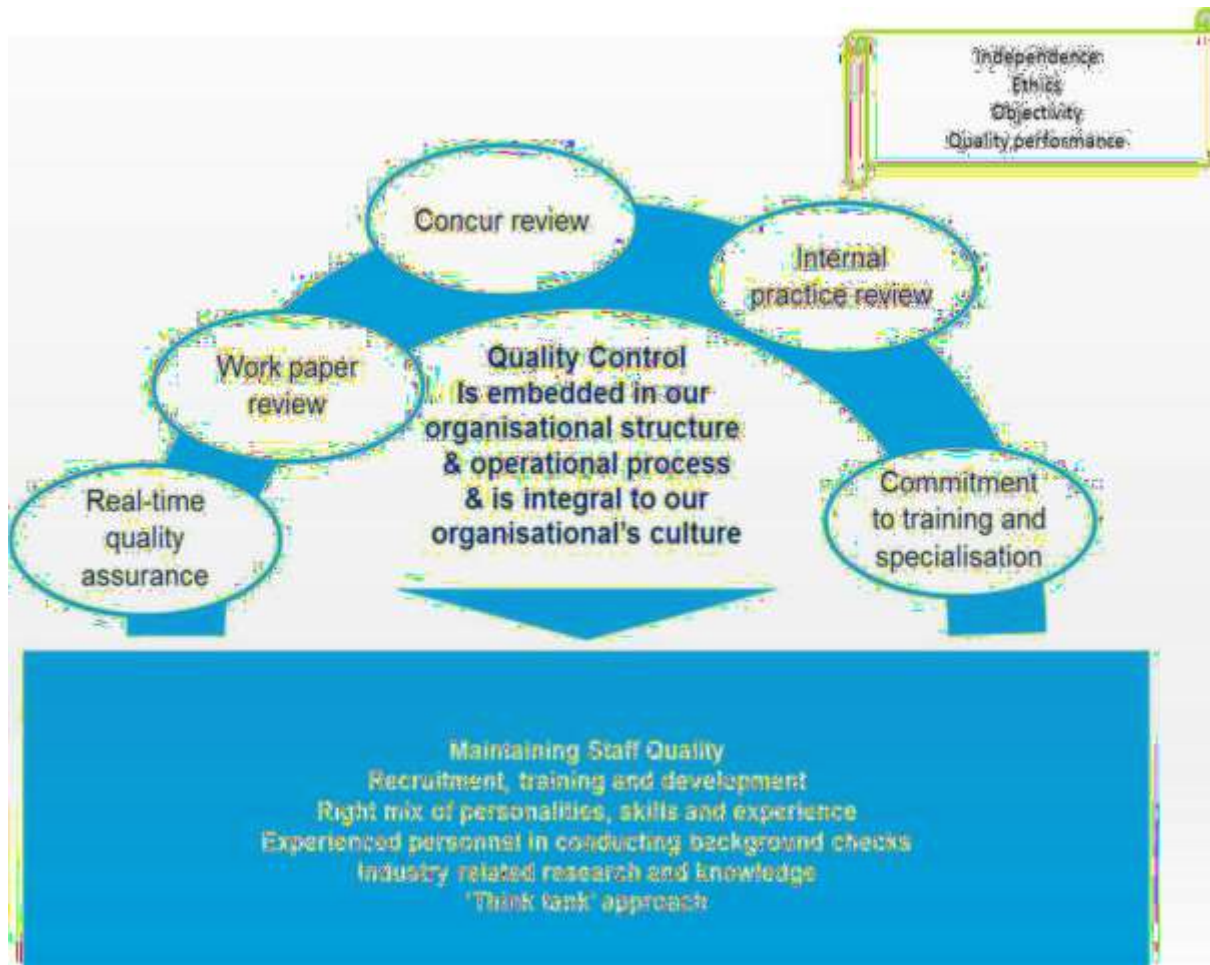 Independence
Ethics
Objectivity
Quality performance
Concur review
Internal
practice review
Work paper
review
Quality Control
Is embedded in our
organisational structure
& operational process
& is integral to our
organisational's culture
Real-time
quality
assurance
Commitment
to training and
specialisation
Maintaining Staff Quality
Recruitment, training and development
Right mix of personalities, skills and experience
Experienced personnel in conducting background checks
Industry related research and knowledge
'Think tank' approach